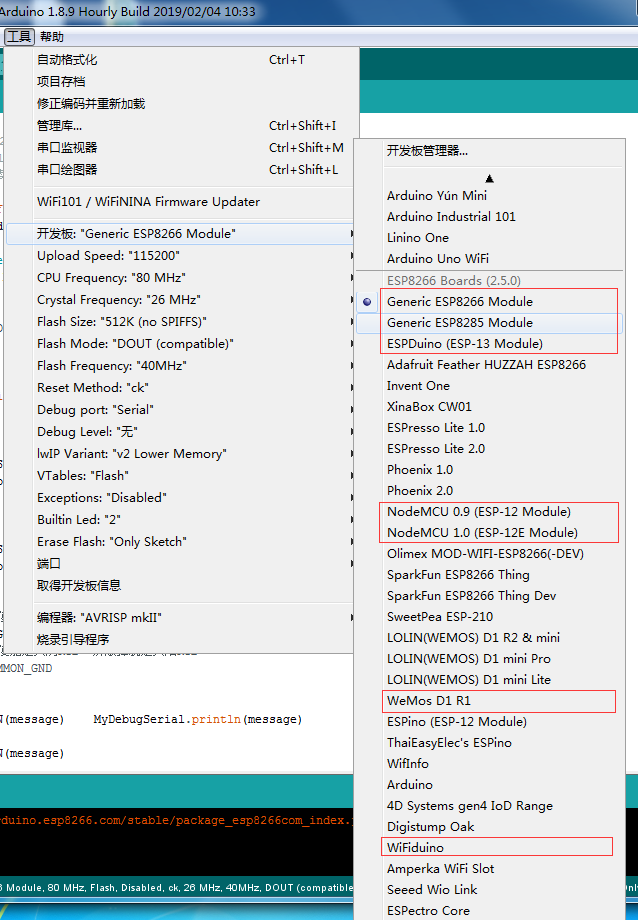 Arduino 1.8.9 Hourly Build 2019/02/04 10:33
工具 帮助
自动格式化 Ctrl+T
项目存档
修正编码并重新加载
管理库... Ctrl+Shift+I
串口监视器 Ctrl+Shift+M
串口绘图器 Ctrl+Shift+L
WiFi101 / WiFiNINA Firmware Updater
开发板: "Generic ESP8266 Module"
Upload Speed: "115200"
CPU Frequency: "80 MHz"
Crystal Frequency: "26 MHz"
Flash Size: "512K (no SPIFFS)"
Flash Mode: "DOUT (compatible)"
Flash Frequency: "40MHz"
Reset Method: "ck"
Debug port: "Serial"
Debug Level: "无"
lwIP Variant: "v2 Lower Memory"
VTables: "Flash"
Exceptions: "Disabled"
Builtin Led: "2"
Erase Flash: "Only Sketch"
端口
取得开发板信息
编程器: "AVRISP mkII"
烧录引导程序
开发板管理器...
Arduino Yún Mini
Arduino Industrial 101
Linino One
Arduino Uno WiFi
ESP8266 Boards (2.5.0)
Generic ESP8266 Module
Generic ESP8285 Module
ESPDuino (ESP-13 Module)
Adafruit Feather HUZZAH ESP8266
Invent One
XinaBox CW01
ESPresso Lite 1.0
ESPresso Lite 2.0
Phoenix 1.0
Phoenix 2.0
NodeMCU 0.9 (ESP-12 Module)
NodeMCU 1.0 (ESP-12E Module)
Olimex MOD-WIFI-ESP8266(-DEV)
SparkFun ESP8266 Thing
SparkFun ESP8266 Thing Dev
SweetPea ESP-210
LOLIN(WEMOS) D1 R2 & mini
LOLIN(WEMOS) D1 mini Pro
LOLIN(WEMOS) D1 mini Lite
WeMos D1 R1
ESPino (ESP-12 Module)
ThaiEasyElec's ESPino
WifInfo
Arduino
4D Systems gen4 IoD Range
Digistump Oak
WiFiduino
Amperka WiFi Slot
Seeed Wio Link
ESPectro Core
MMON_GND
N(message) MyDebugSerial.println(message)
N(message)
rduino.esp8266.com/stable/package_esp8266com_index.
Module, 80 MHz, Flash, Disabled, ck, 26 MHz, 40MHz, DOUT (compatible